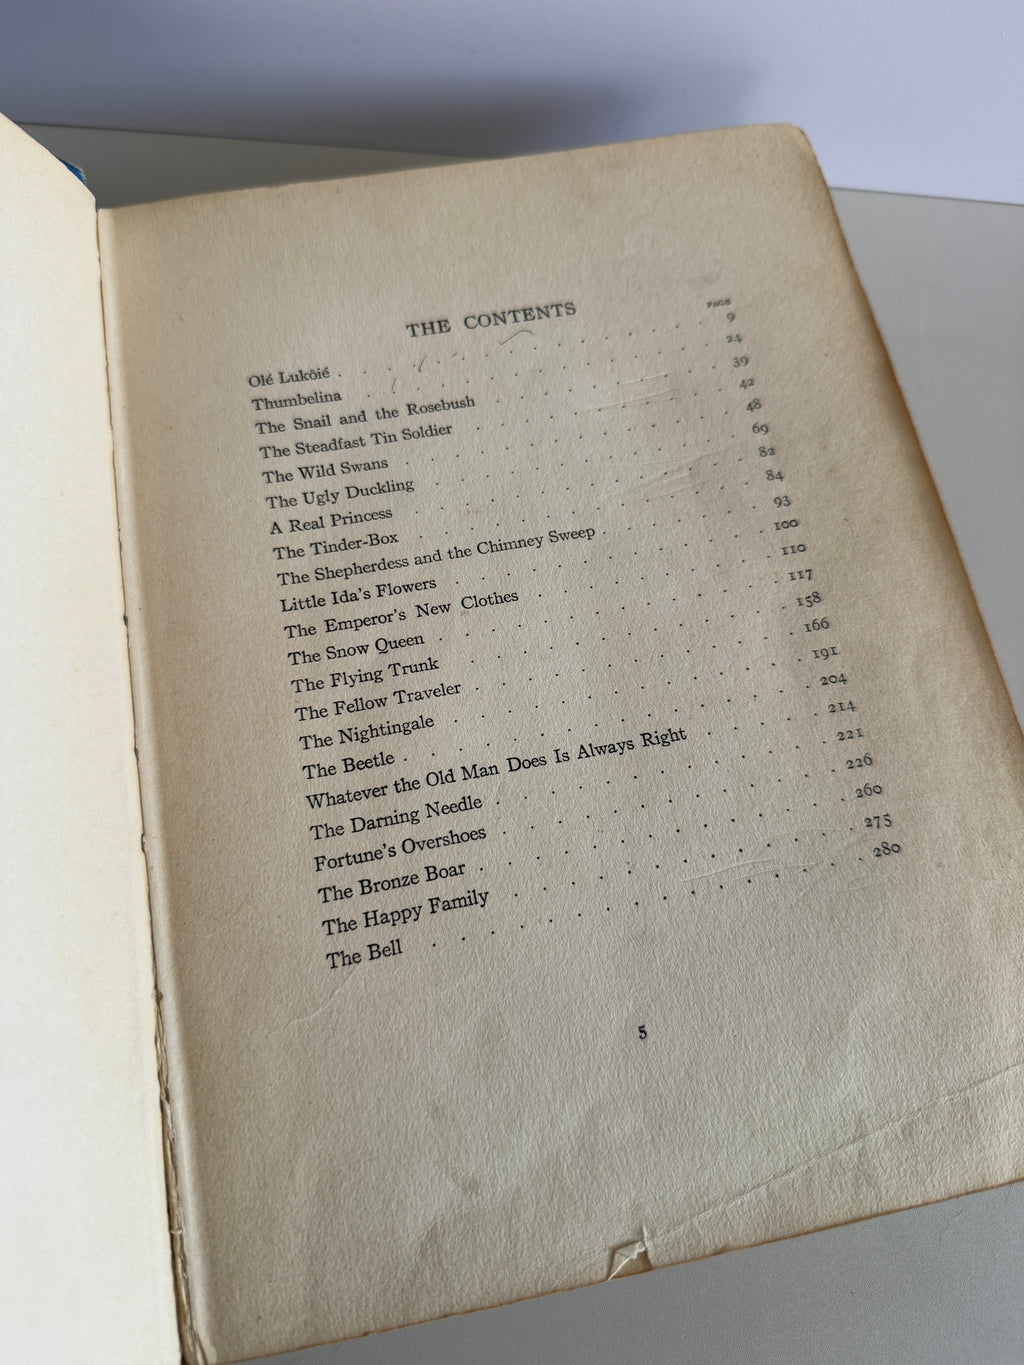 THE CONTENTS
PAGE
Olé Luköié . . . . . . . . . . . . . 9
Thumbelina . . . . . . . . . . . . . 24
The Snail and the Rosebush . . . . . . . . 39
The Steadfast Tin Soldier . . . . . . . . . 42
The Wild Swans . . . . . . . . . . . 48
The Ugly Duckling . . . . . . . . . . 69
A Real Princess . . . . . . . . . . . 82
The Tinder-Box . . . . . . . . . . . 84
The Shepherdess and the Chimney Sweep . . . . . 93
Little Ida's Flowers . . . . . . . . . . 100
The Emperor's New Clothes . . . . . . . . 110
The Snow Queen . . . . . . . . . . . 117
The Flying Trunk . . . . . . . . . . 158
The Fellow Traveler . . . . . . . . . . 166
The Nightingale . . . . . . . . . . . 191
The Beetle . . . . . . . . . . . . 204
Whatever the Old Man Does Is Always Right . . . . 214
The Darning Needle . . . . . . . . . . 221
Fortune's Overshoes . . . . . . . . . . 226
The Bronze Boar . . . . . . . . . . . 260
The Happy Family . . . . . . . . . . 275
The Bell . . . . . . . . . . . . 280
5